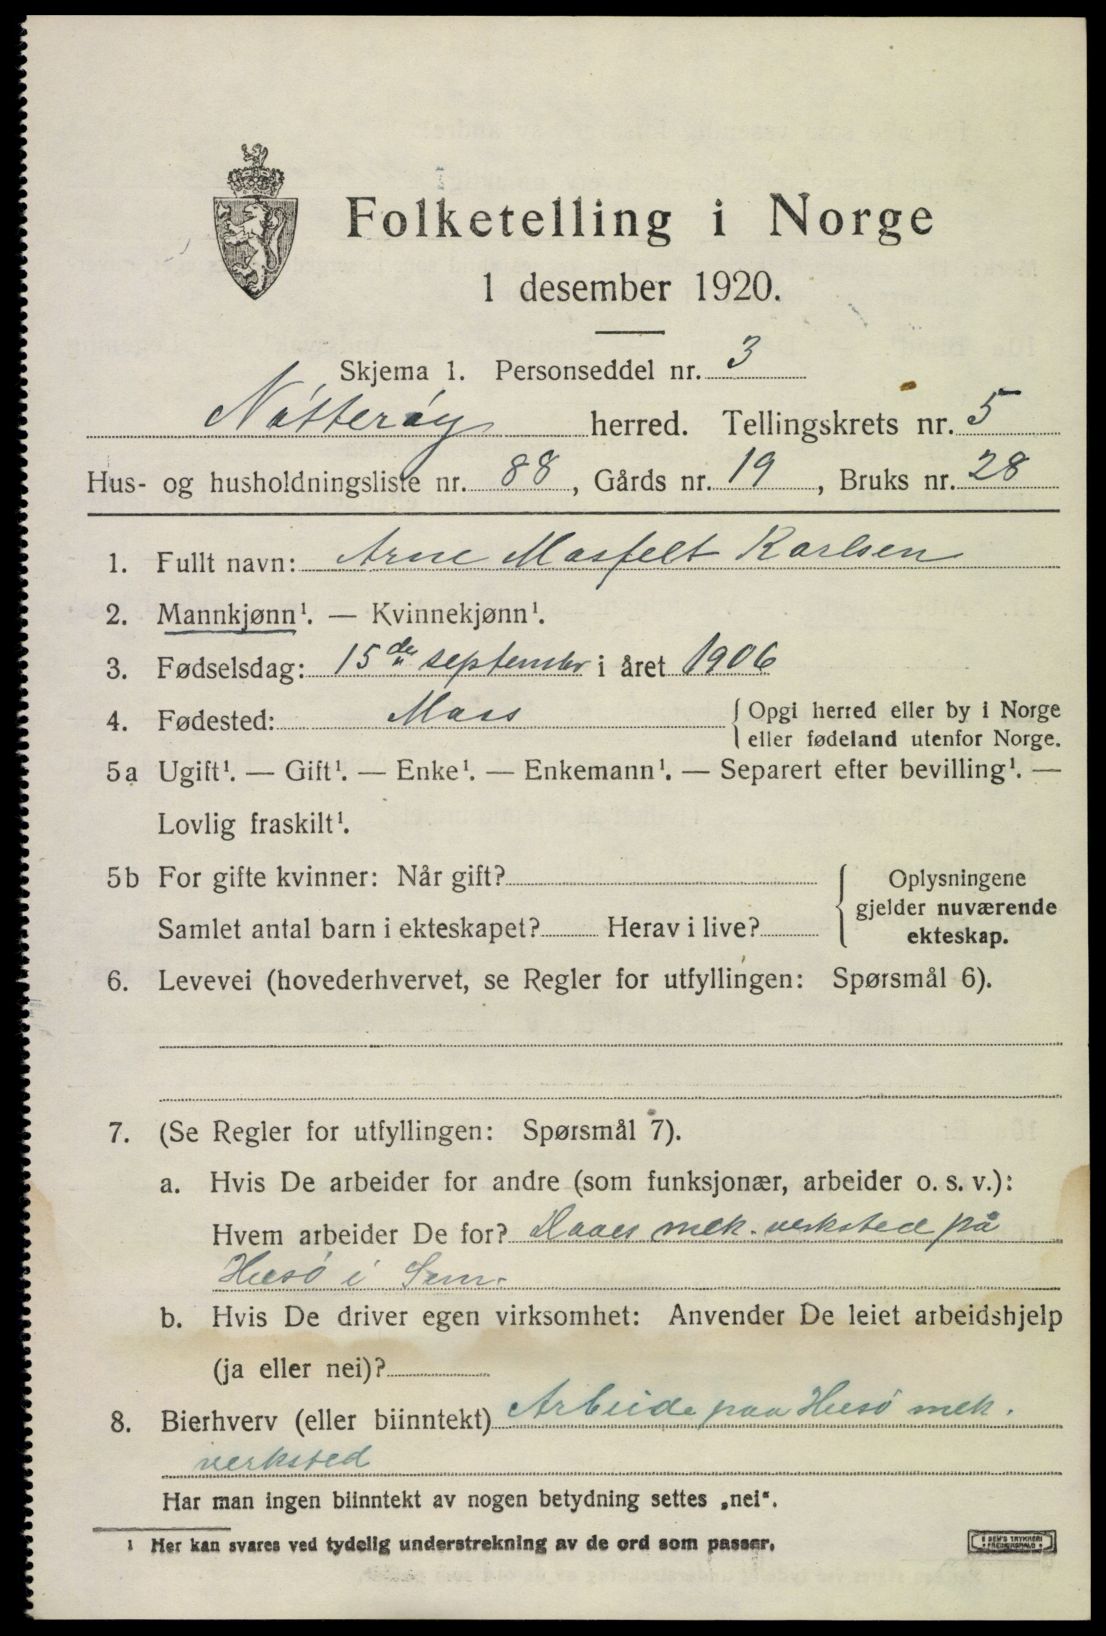 Folketelling i Norge
1 desember 1920.
Skjema 1. Personseddel nr. 3
Nótterøy herred. Tellingskrets nr. 5
Hus- og husholdningsliste nr. 88, Gårds nr. 19, Bruks nr. 28
1. Fullt navn: Arne Masfelt Karlsen
2. Mannkjønn¹. — Kvinnekjønn¹.
3. Fødselsdag: 15de september i året 1906
4. Fødested: Mass
{ Opgi herred eller by i Norge
eller fødeland utenfor Norge.
5a Ugift¹. — Gift¹. — Enke¹. — Enkemann¹. — Separert efter bevilling¹. —
Lovlig fraskilt¹.
5b For gifte kvinner: Når gift?
Samlet antal barn i ekteskapet? Herav i live?
{ Oplysningene
gjelder nuværende
ekteskap.
6. Levevei (hovederhvervet, se Regler for utfyllingen: Spørsmål 6).
7. (Se Regler for utfyllingen: Spørsmål 7).
a. Hvis De arbeider for andre (som funksjonær, arbeider o. s. v.):
Hvem arbeider De for? mek. verksted på
Husö i Sem.
b. Hvis De driver egen virksomhet: Anvender De leiet arbeidshjelp
(ja eller nei)?
8. Bierhverv (eller biinntekt) Arbeide paa Husö mek.
verksted
Har man ingen biinntekt av nogen betydning settes „nei“.
¹ Her kan svares ved tydelig understrekning av de ord som passer.